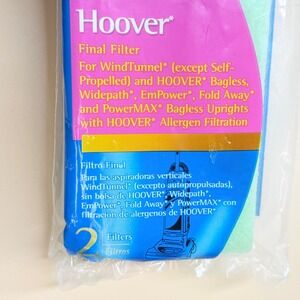 Hoover*
Final Filter
For WindTunnel* (except Self-
Propelled) and HOOVER* Bagless,
Widepath*, EmPower*, Fold Away*
and PowerMAX* Bagless Uprights
with HOOVER* Allergen Filtration
Filtro Final
Para las aspiradoras verticales
WindTunnel* (excepto autopropulsadas),
sin bolsa de HOOVER*, Widepath*,
EmPower*, Fold Away* y PowerMAX* con
filtración de alergenos de HOOVER*
2 Filters
Filtros